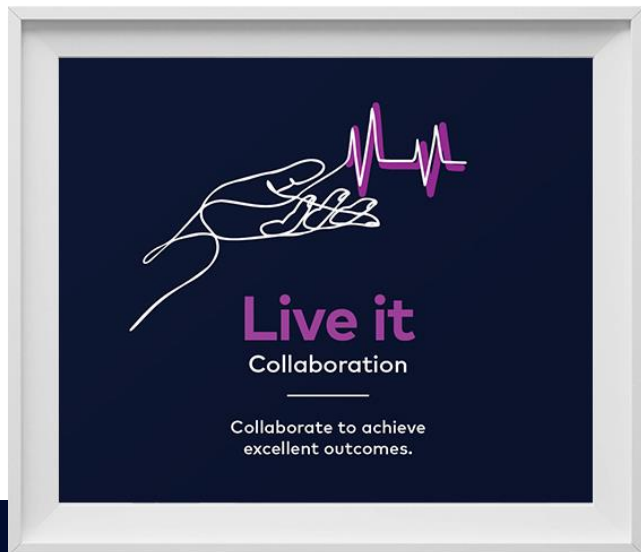 Live it
Collaboration
Collaborate to achieve
excellent outcomes.